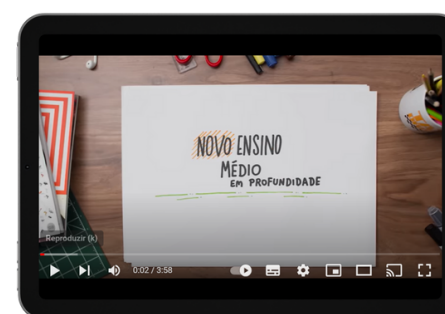 NOVO ENSINO
MÉDIO
EM PROFUNDIDADE
Reproduzir (k)
0:02 / 3:58